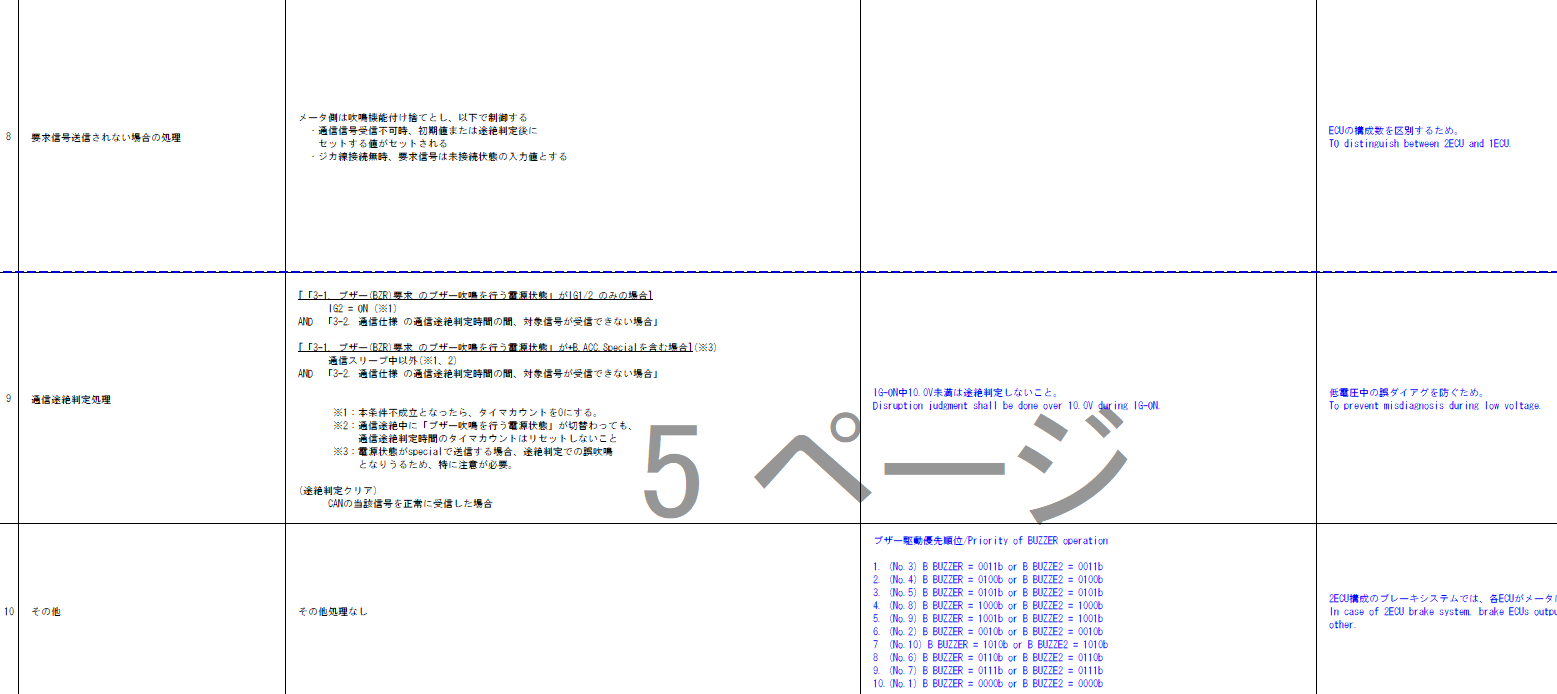 8
要求信号送信されない場合の処理
メータ側は吹鳴機能付け捨てとし、以下で制御する
・通信信号受信不可時、初期値または途絶判定後に
セットする値がセットされる
・ジカ線接続無時、要求信号は未接続状態の入力値とする
ECUの構成数を区別するため。
TO distinguish between 2ECU and 1ECU.
9
通信途絶判定処理
[「3-1. ブザー(BZR)要求 のブザー吹鳴を行う電源状態」がIG1/2 のみの場合]
IG2 = ON (※1)
AND 「3-2. 通信仕様 の通信途絶判定時間の間、対象信号が受信できない場合」
[「3-1. ブザー(BZR)要求 のブザー吹鳴を行う電源状態」が+B,ACC,Specialを含む場合](※3)
通信スリープ中以外(※1、2)
AND 「3-2. 通信仕様 の通信途絶判定時間の間、対象信号が受信できない場合」
※1：本条件不成立となったら、タイマカウントを0にする。
※2：通信途絶中に「ブザー吹鳴を行う電源状態」が切替わっても、
通信途絶判定時間のタイマカウントはリセットしないこと
※3：電源状態がspecialで送信する場合、途絶判定での誤吹鳴
となりうるため、特に注意が必要。
(途絶判定クリア)
CANの当該信号を正常に受信した場合
IG-ON中10.0V未満は途絶判定しないこと。
Disruption judgment shall be done over 10.0V during IG-ON.
低電圧中の誤ダイアグを防ぐため。
To prevent misdiagnosis during low voltage.
5 ページ
10
その他
その他処理なし
ブザー駆動優先順位/Priority of BUZZER operation
1. (No.3) B_BUZZER = 0011b or B_BUZZE2 = 0011b
2. (No.4) B_BUZZER = 0100b or B_BUZZE2 = 0100b
3. (No.5) B_BUZZER = 0101b or B_BUZZE2 = 0101b
4. (No.8) B_BUZZER = 1000b or B_BUZZE2 = 1000b
5. (No.9) B_BUZZER = 1001b or B_BUZZE2 = 1001b
6. (No.2) B_BUZZER = 0010b or B_BUZZE2 = 0010b
7 (No.10) B_BUZZER = 1010b or B_BUZZE2 = 1010b
8 (No.6) B_BUZZER = 0110b or B_BUZZE2 = 0110b
9. (No.7) B_BUZZER = 0111b or B_BUZZE2 = 0111b
10. (No.1) B_BUZZER = 0000b or B_BUZZE2 = 0000b
2ECU構成のブレーキシステムでは、各ECUがメータ
In case of 2ECU brake system, brake ECUs outpu
other.